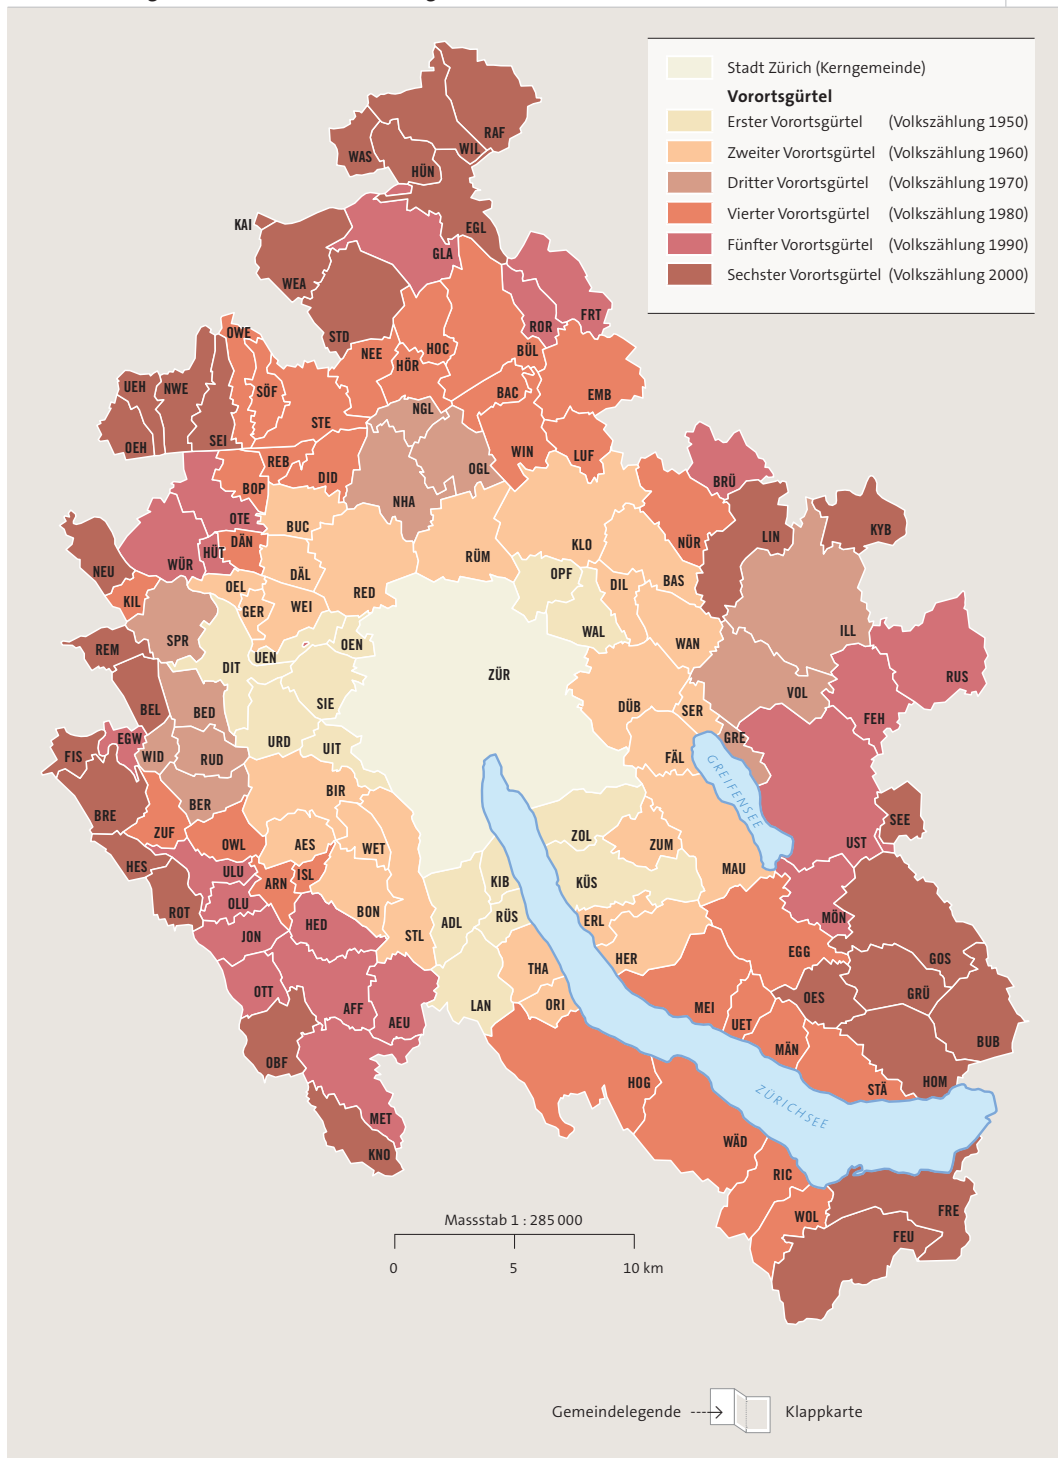 Stadt Zürich (Kerngemeinde)
Vorortsgürtel
Erster Vorortsgürtel (Volkszählung 1950)
Zweiter Vorortsgürtel (Volkszählung 1960)
Dritter Vorortsgürtel (Volkszählung 1970)
Vierter Vorortsgürtel (Volkszählung 1980)
Fünfter Vorortsgürtel (Volkszählung 1990)
Sechster Vorortsgürtel (Volkszählung 2000)
RAF
WIL
WAS
HÜN
KAI
EGL
GLA
WEA
FRT
ROR
STD
OWE
NEE
HOC
BÜL
HÖR
UEH
NWE
SÖF
BAC
EMB
NGL
STE
SEI
OEH
WIN
LUF
REB
OGL
DID
BRÜ
BOP
NHA
OTE
BUC
LIN
KYB
DÄN
NÜR
KLO
HÜT
RÜM
WÜR
NEU
DÄL
OPF
BAS
DIL
OEL
RED
KIL
GER
WEI
ILL
WAL
SPR
WAN
OEN
REM
UEN
DIT
ZÜR
RUS
VOL
SIE
DÜB
SER
BEL
BED
FEH
EGW
URD
UIT
GRE
FIS
WID
RUD
FÄL
GREIFENSEE
BIR
BER
BRE
SEE
ZUF
ZOL
OWL
AES
WET
ZUM
UST
HES
ULU
ISL
MAU
ARN
KIB
KÜS
OLU
ROT
BON
RÜS
ERL
MÖN
HED
ADL
JON
STL
EGG
HER
GOS
THA
OTT
GRÜ
OES
ORI
AFF
LAN
MEI
AEU
UET
BUB
MÄN
OBF
HOG
HOM
STÄ
ZÜRICHSEE
MET
WÄD
KNO
RIC
FRE
WOL
FEU
Massstab 1 : 285 000
0 5 10 km
Gemeindelegende
Klappkarte